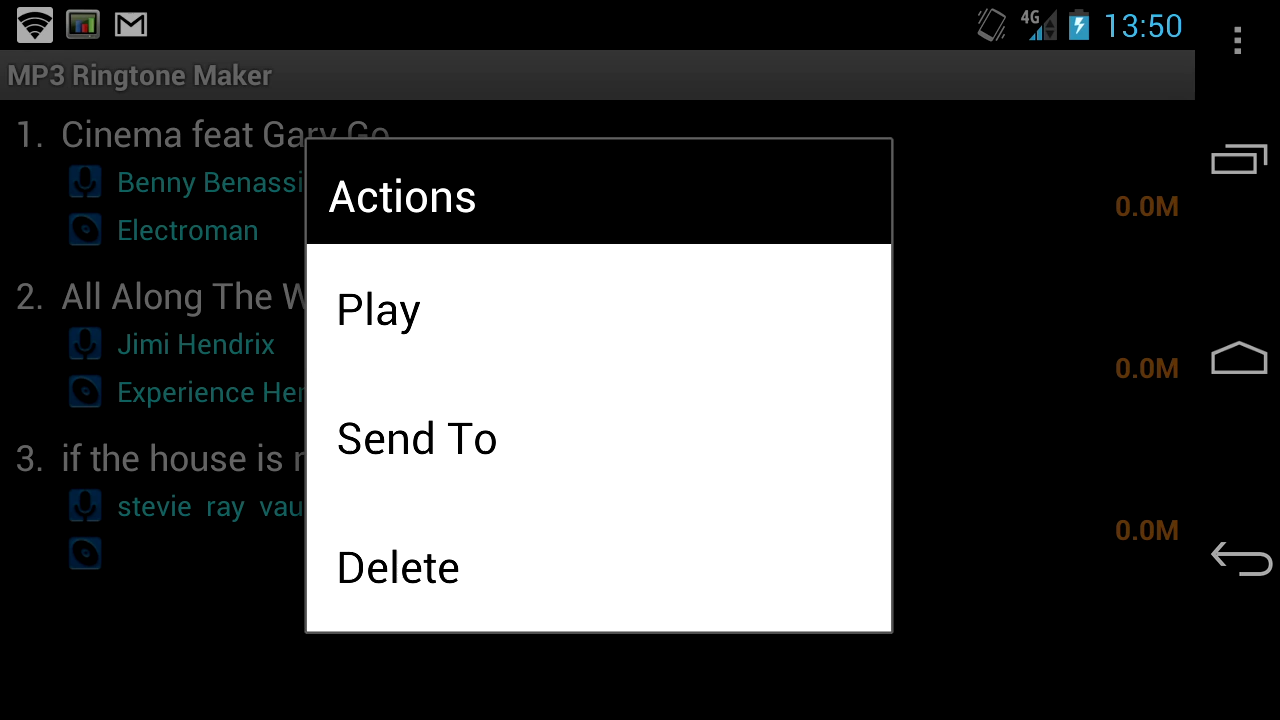 4G 13:50
MP3 Ringtone Maker
1. Cinema feat Gary Go
Benny Benassi
Electroman
0.0M
2. All Along The
Jimi Hendrix
Experience
0.0M
3. if the house is
stevie ray
0.0M
Actions
Play
Send To
Delete